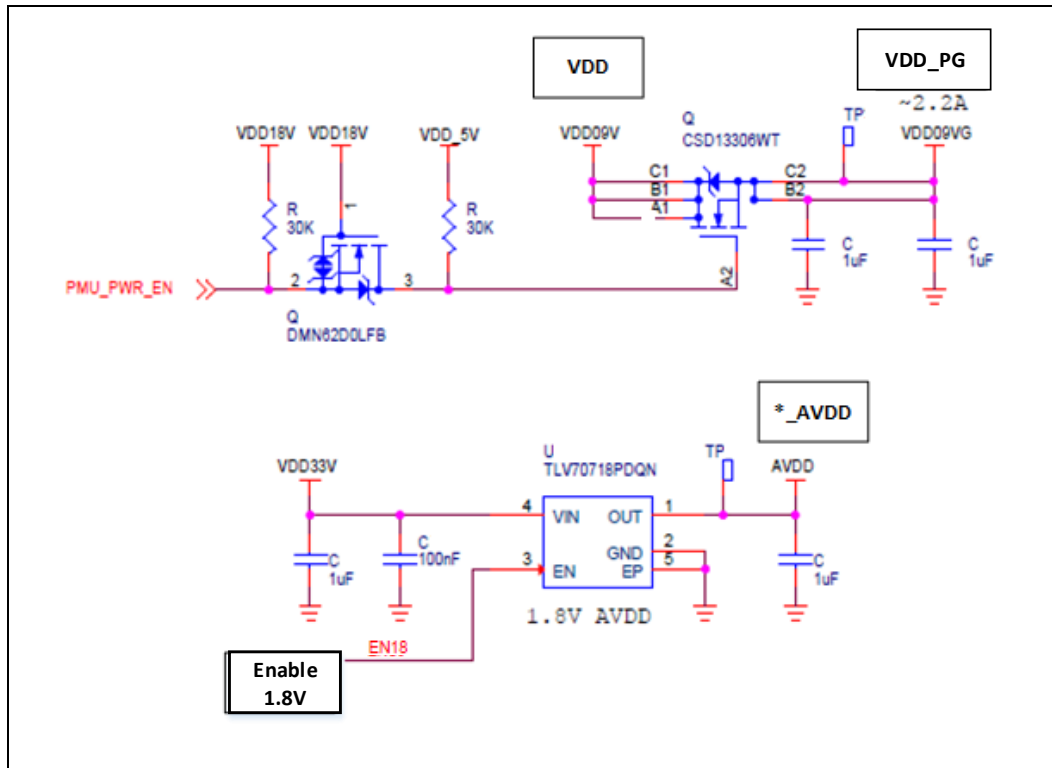 VDD
VDD_PG
~2.2A
VDD18V
VDD18V
VDD_5V
VDD09V
Q
CSD13306WT
TP
VDD09VG
C1
B1
A1
C2
B2
A2
R
30K
1
R
30K
C
1uF
C
1uF
PMU_PWR_EN
2
3
Q
DMN62D0LFB
*_AVDD
VDD33V
U
TLV70718PDQN
TP
AVDD
4
VIN
OUT
1
GND
2
3
EN
EP
5
C
1uF
C
100nF
C
1uF
1.8V AVDD
EN18
Enable
1.8V